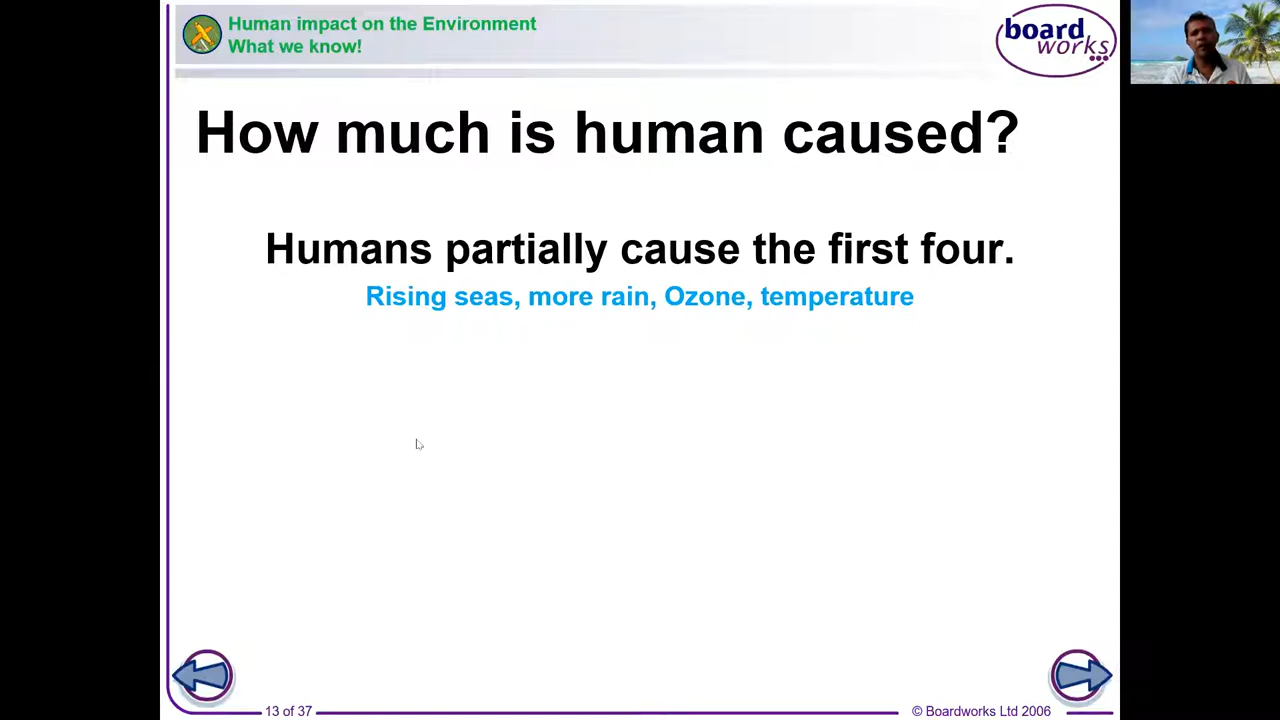 Human impact on the Environment
What we know!
board
works
How much is human caused?
Humans partially cause the first four.
Rising seas, more rain, Ozone, temperature
13 of 37
© Boardworks Ltd 2006